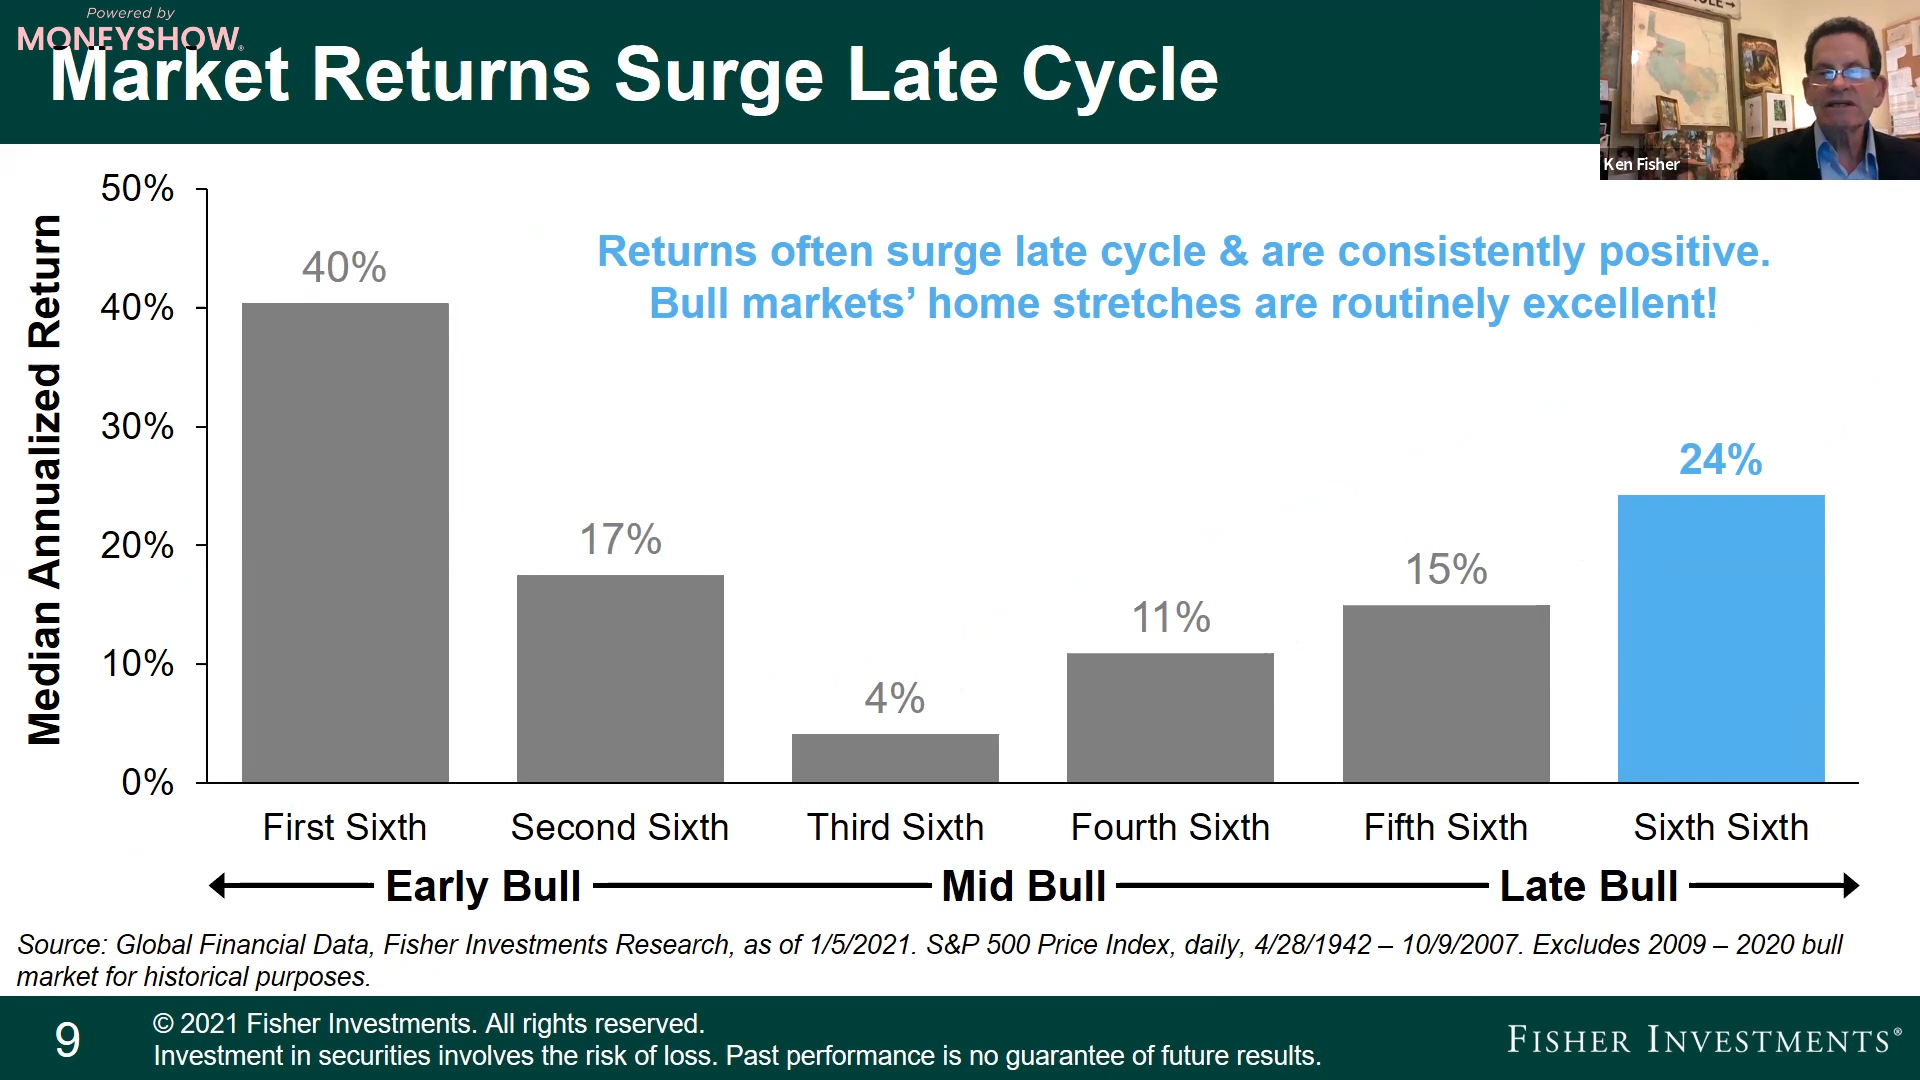 Powered by
MONEYSHOW®
Market Returns Surge Late Cycle
Ken Fisher
Median Annualized Return
50%
40%
30%
20%
10%
0%
Returns often surge late cycle & are consistently positive.
Bull markets’ home stretches are routinely excellent!
40%
17%
4%
11%
15%
24%
First Sixth
Second Sixth
Third Sixth
Fourth Sixth
Fifth Sixth
Sixth Sixth
Early Bull
Mid Bull
Late Bull
Source: Global Financial Data, Fisher Investments Research, as of 1/5/2021. S&P 500 Price Index, daily, 4/28/1942 – 10/9/2007. Excludes 2009 – 2020 bull
market for historical purposes.
9
© 2021 Fisher Investments. All rights reserved.
Investment in securities involves the risk of loss. Past performance is no guarantee of future results.
FISHER INVESTMENTS®